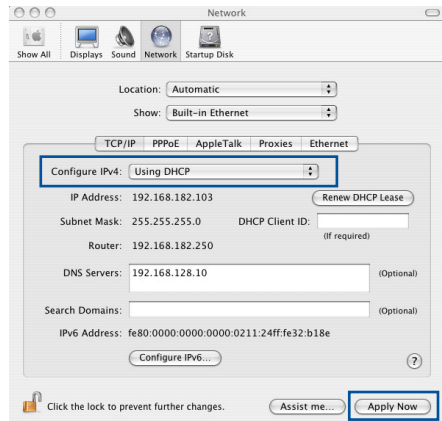 Network
Show All Displays Sound Network Startup Disk
Location: Automatic
Show: Built-in Ethernet
TCP/IP PPPoE AppleTalk Proxies Ethernet
Configure IPv4: Using DHCP
IP Address: 192.168.182.103 Renew DHCP Lease
Subnet Mask: 255.255.255.0 DHCP Client ID:
(If required)
Router: 192.168.182.250
DNS Servers: 192.168.128.10 (Optional)
Search Domains: (Optional)
IPv6 Address: fe80:0000:0000:0000:0211:24ff:fe32:b18e
Configure IPv6... ?
Click the lock to prevent further changes. Assist me... Apply Now